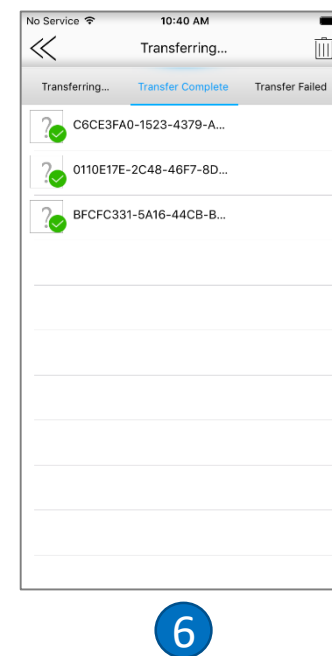 No Service 10:40 AM
Transferring...
Transferring... Transfer Complete Transfer Failed
? C6CE3FA0-1523-4379-A...
? 0110E17E-2C48-46F7-8D...
? BFCFC331-5A16-44CB-B...
6